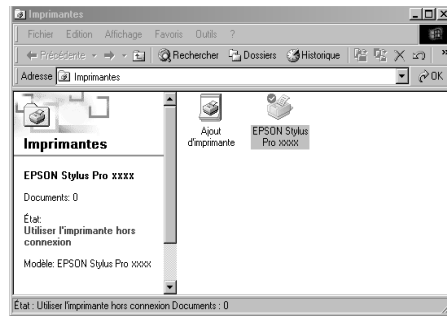 Imprimantes
Fichier Edition Affichage Favoris Outils ?
Précédente Rechercher Dossiers Historique »
Adresse Imprimantes OK
Imprimantes
EPSON Stylus Pro xxxx
Documents: 0
État:
Utiliser l'imprimante hors
connexion
Modèle: EPSON Stylus Pro xxxx
Ajout
d'imprimante
EPSON Stylus
Pro xxxx
État : Utiliser l'imprimante hors connexion Documents : 0